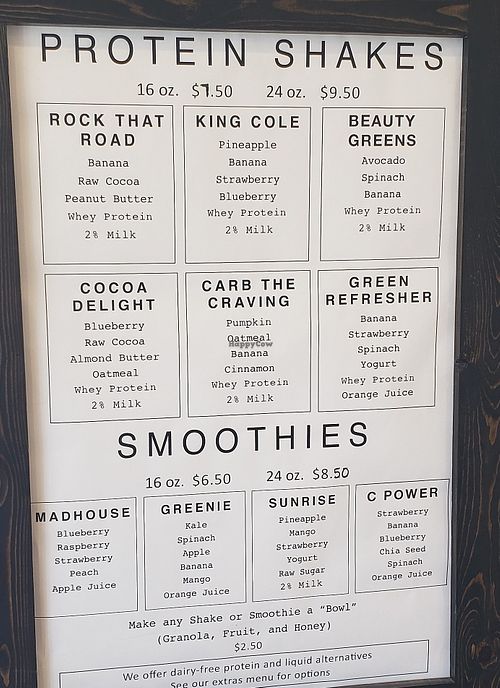 PROTEIN SHAKES
16 oz. $7.50 24 oz. $9.50
ROCK THAT ROAD
Banana
Raw Cocoa
Peanut Butter
Whey Protein
2% Milk
KING COLE
Pineapple
Banana
Strawberry
Blueberry
Whey Protein
2% Milk
BEAUTY GREENS
Avocado
Spinach
Banana
Whey Protein
2% Milk
COCOA DELIGHT
Blueberry
Raw Cocoa
Almond Butter
Oatmeal
Whey Protein
2% Milk
CARB THE CRAVING
Pumpkin
Oatmeal
HappyCow
Banana
Cinnamon
Whey Protein
2% Milk
GREEN REFRESHER
Banana
Strawberry
Spinach
Yogurt
Whey Protein
Orange Juice
SMOOTHIES
16 oz. $6.50 24 oz. $8.50
MADHOUSE
Blueberry
Raspberry
Strawberry
Peach
Apple Juice
GREENIE
Kale
Spinach
Apple
Banana
Mango
Orange Juice
SUNRISE
Pineapple
Mango
Strawberry
Yogurt
Raw Sugar
2% Milk
C POWER
Strawberry
Banana
Blueberry
Chia Seed
Spinach
Orange Juice
Make any Shake or Smoothie a "Bowl"
(Granola, Fruit, and Honey)
$2.50
We offer dairy-free protein and liquid alternatives
See our extras menu for options